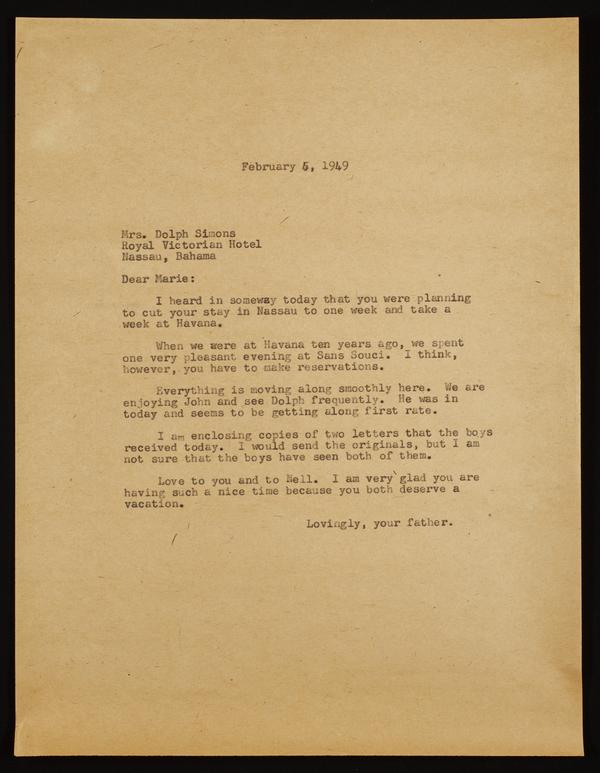 February 5, 1949
Mrs. Dolph Simons
Royal Victorian Hotel
Nassau, Bahama
Dear Marie:
I heard in someway today that you were planning
to cut your stay in Nassau to one week and take a
week at Havana.
When we were at Havana ten years ago, we spent
one very pleasant evening at Sans Souci. I think,
however, you have to make reservations.
Everything is moving along smoothly here. We are
enjoying John and see Dolph frequently. He was in
today and seems to be getting along first rate.
I am enclosing copies of two letters that the boys
received today. I would send the originals, but I am
not sure that the boys have seen both of them.
Love to you and to Nell. I am very glad you are
having such a nice time because you both deserve a
vacation.
Lovingly, your father.